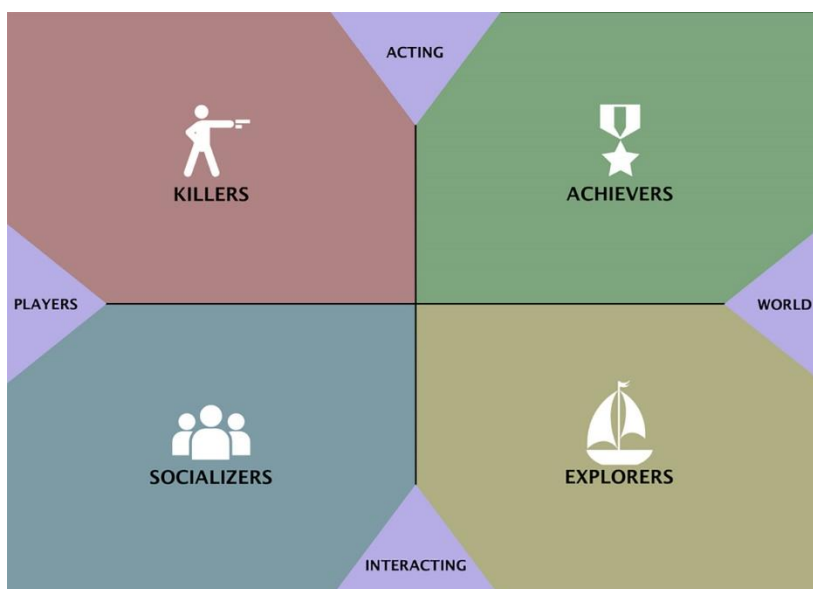 ACTING
KILLERS
ACHIEVERS
PLAYERS
WORLD
SOCIALIZERS
EXPLORERS
INTERACTING